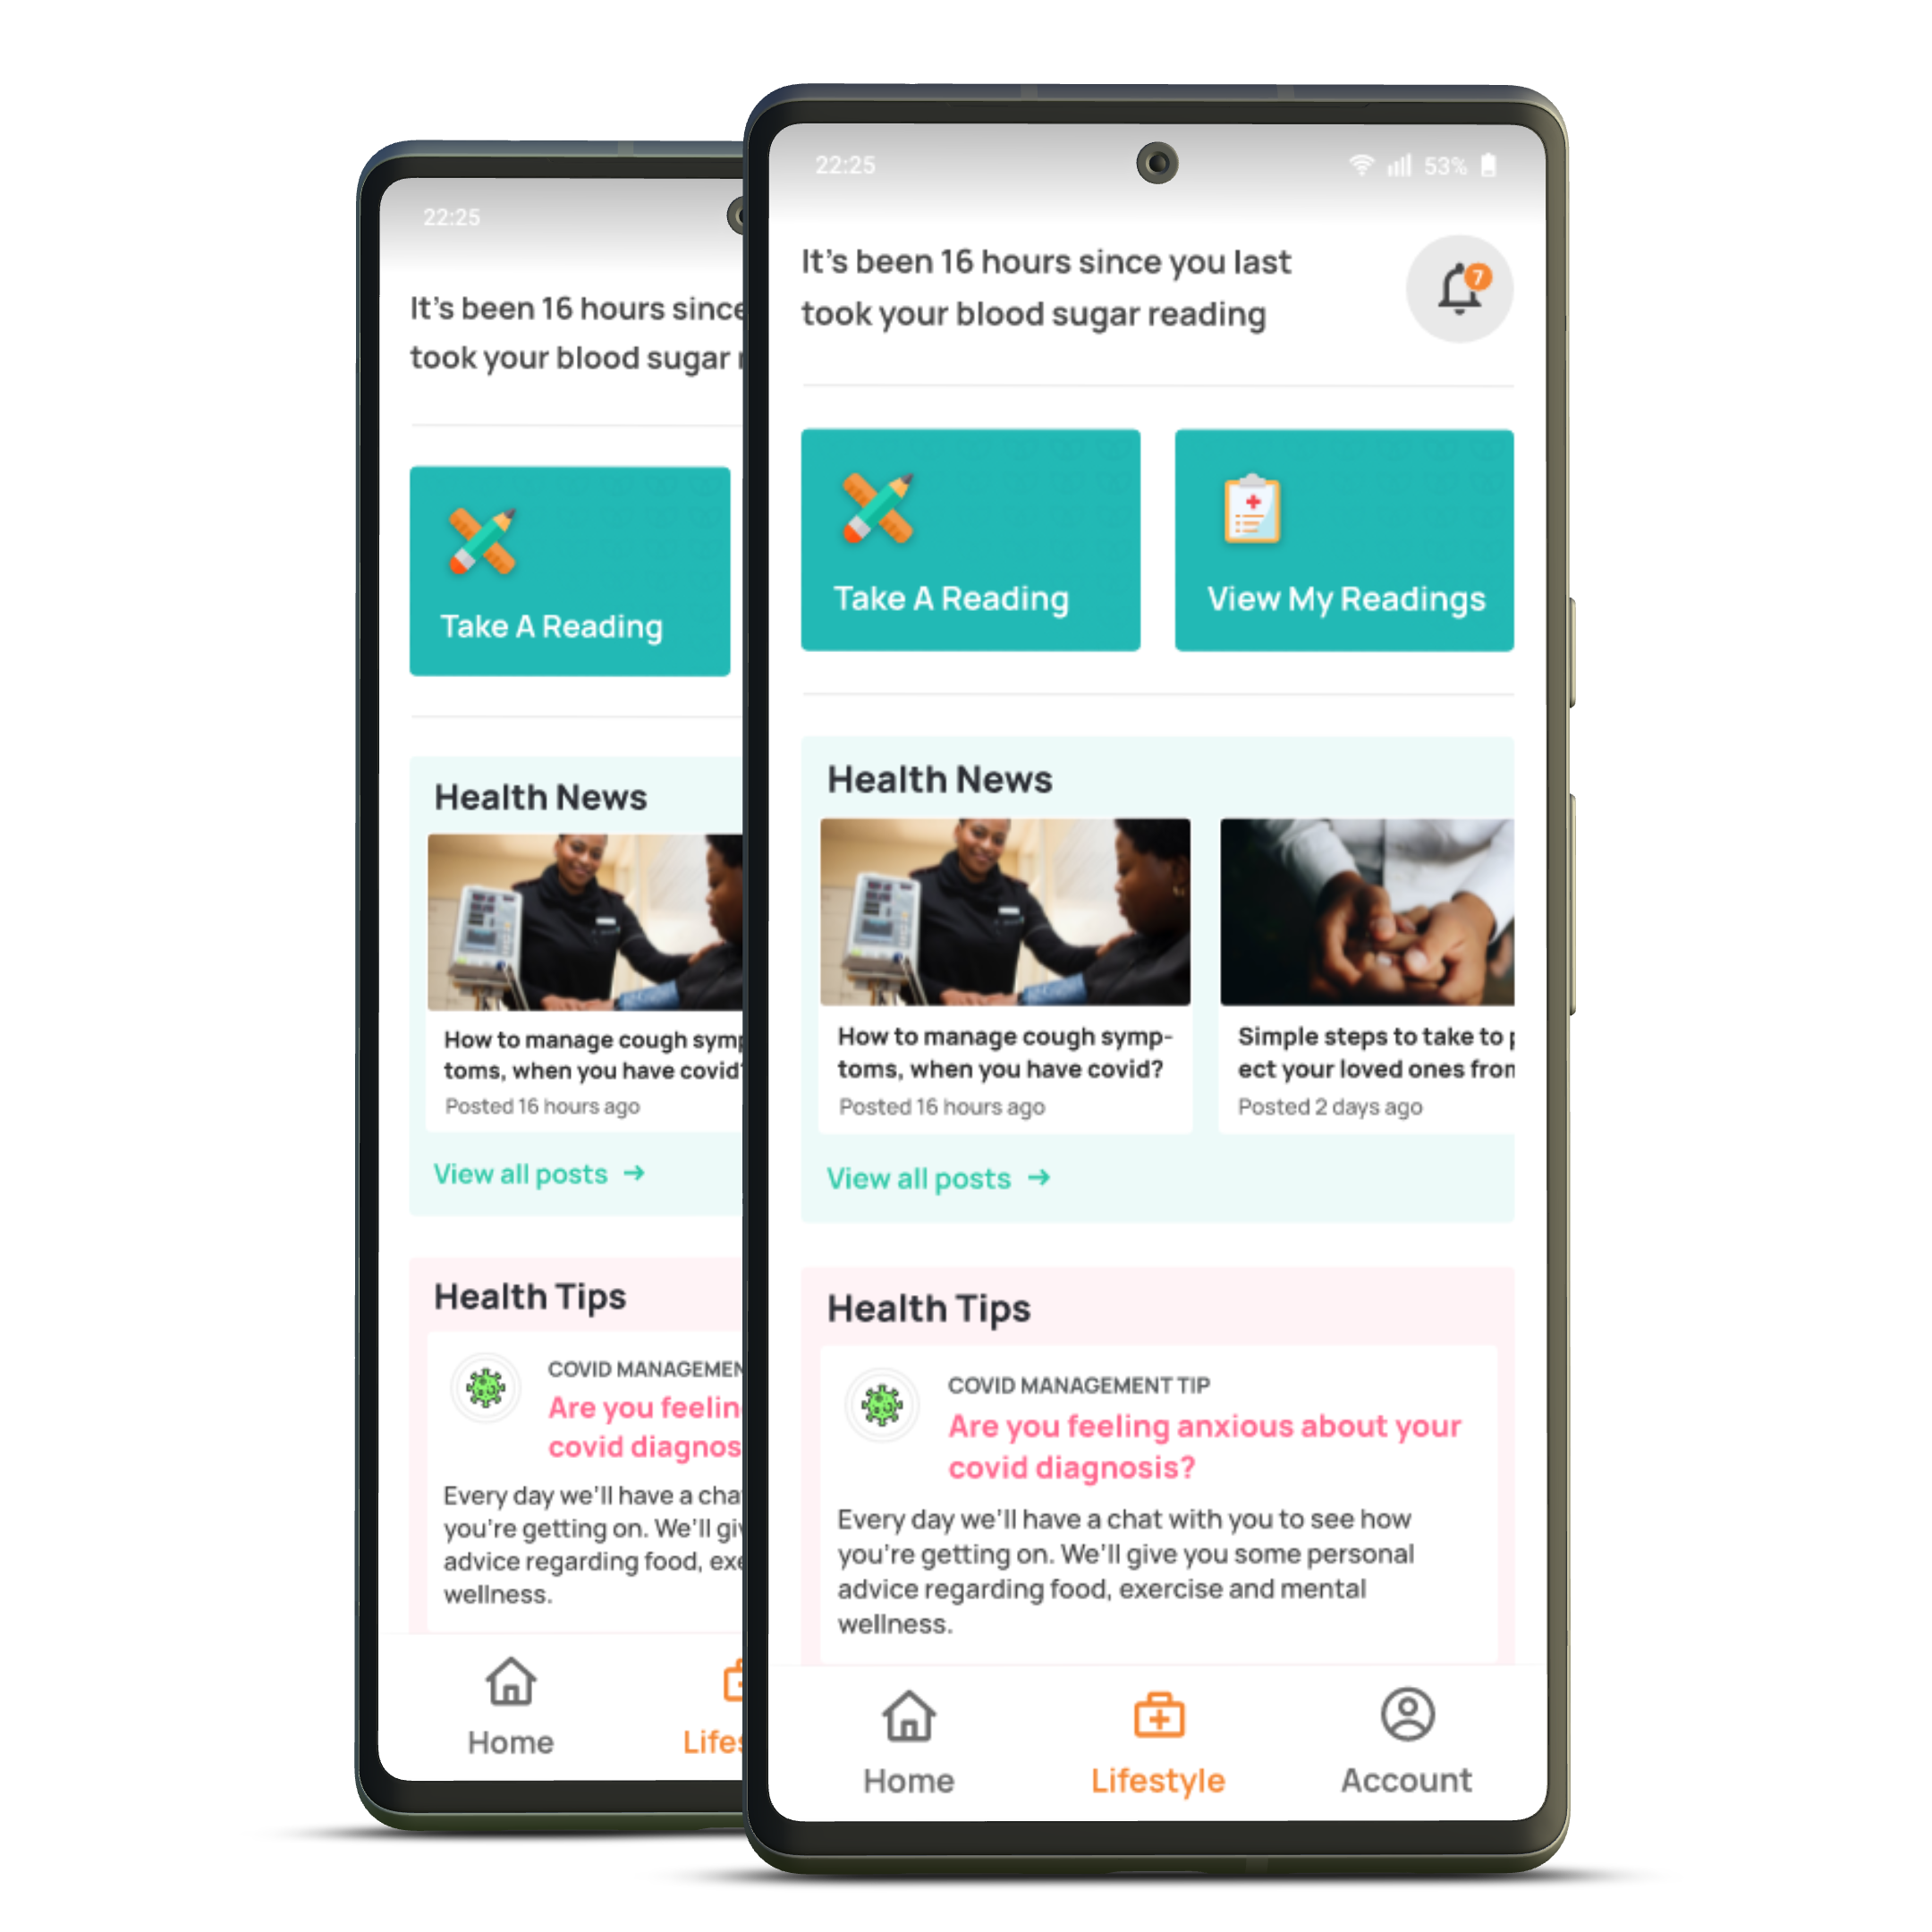 22:25
It's been 16 hours since
took your blood sugar
Take A Reading
Health News
How to manage cough symp
toms, when you have covid?
Posted 16 hours ago
View all posts →
Health Tips
COVID MANAGEMEN
Are you feelin
covid diagnos
Every day we'll have a cha
you're getting on. We'll giv
advice regarding food, exe
wellness.
Home
Lifes
22:25
53%
It's been 16 hours since you last
took your blood sugar reading
7
Take A Reading
View My Readings
Health News
How to manage cough symp-
toms, when you have covid?
Posted 16 hours ago
Simple steps to take to p
ect your loved ones from
Posted 2 days ago
View all posts →
Health Tips
COVID MANAGEMENT TIP
Are you feeling anxious about your
covid diagnosis?
Every day we'll have a chat with you to see how
you're getting on. We'll give you some personal
advice regarding food, exercise and mental
wellness.
Home
Lifestyle
Account